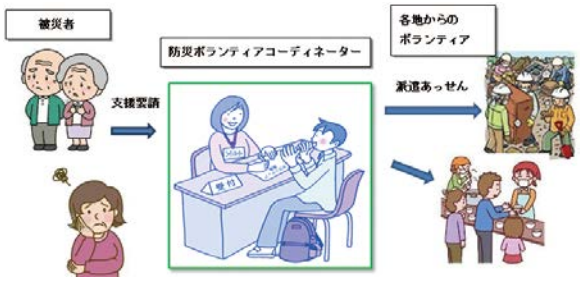 被災者
防災ボランティアコーディネーター
各地からの
ボランティア
支援要請
派遣あっせん
受付